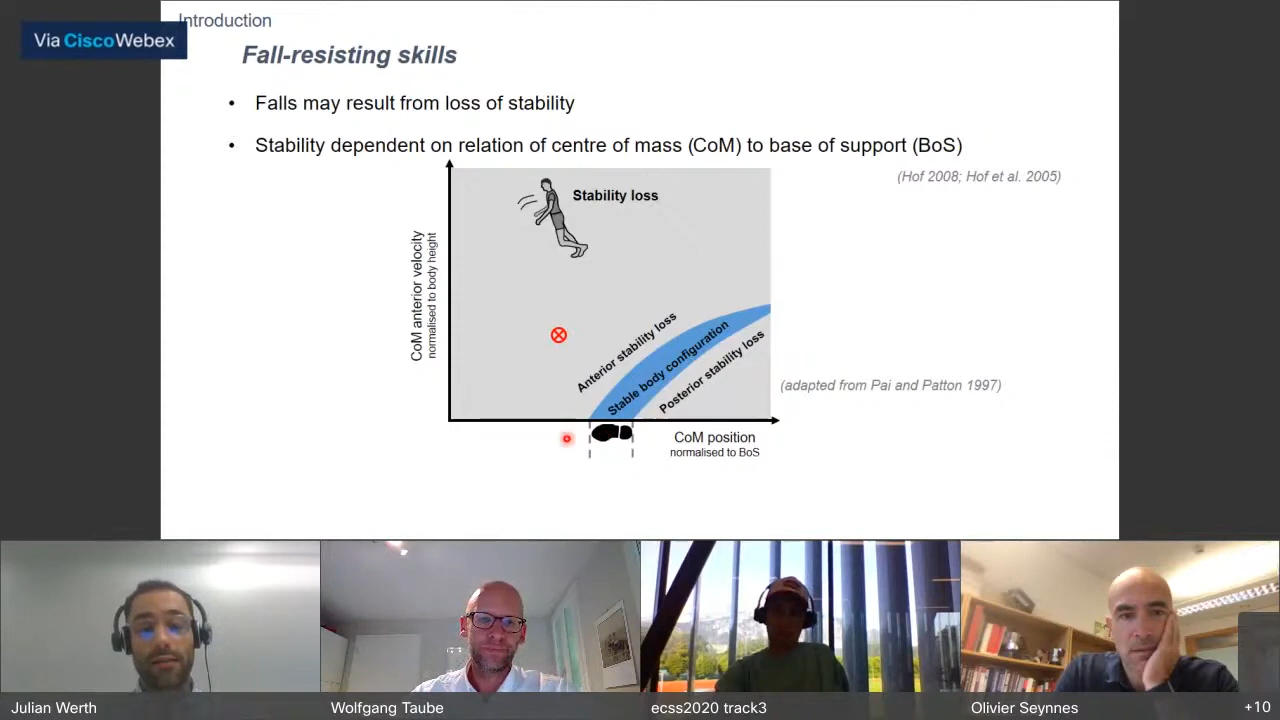 Introduction
Via CiscoWebex
Fall-resisting skills
• Falls may result from loss of stability
• Stability dependent on relation of centre of mass (CoM) to base of support (BoS)
(Hof 2008; Hof et al. 2005)
Stability loss
CoM anterior velocity
normalised to body height
Anterior stability loss
Stable body configuration
Posterior stability loss
(adapted from Pai and Patton 1997)
CoM position
normalised to BoS
Julian Werth
Wolfgang Taube
ecss2020 track3
Olivier Seynnes
+10